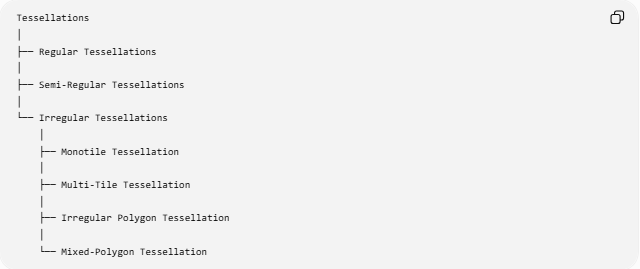 Tessellations
│
├── Regular Tessellations
│
├── Semi-Regular Tessellations
│
└── Irregular Tessellations
    │
    ├── Monotile Tessellation
    │
    ├── Multi-Tile Tessellation
    │
    ├── Irregular Polygon Tessellation
    │
    └── Mixed-Polygon Tessellation